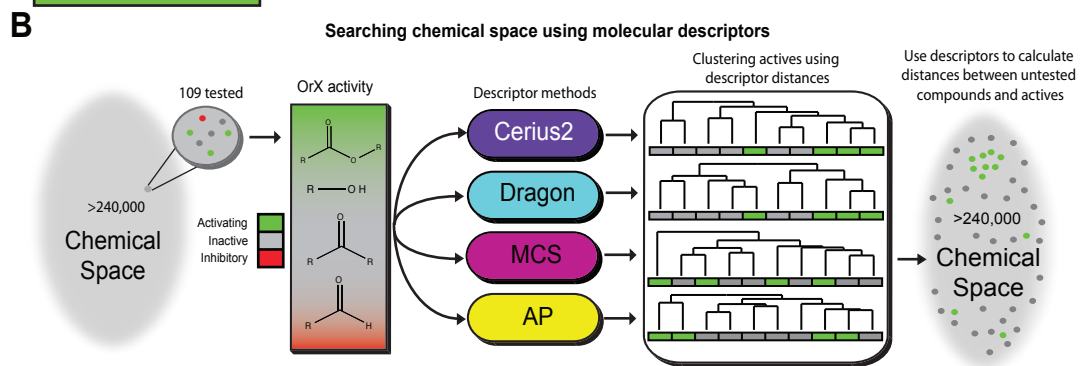 B
Searching chemical space using molecular descriptors
109 tested
>240,000
Chemical
Space
Activating
Inactive
Inhibitory
OrX activity
O
R
O
R
R
OH
O
R
R
O
R
H
Descriptor methods
Cerius2
Dragon
MCS
AP
Clustering actives using
descriptor distances
Use descriptors to calculate
distances between untested
compounds and actives
>240,000
Chemical
Space